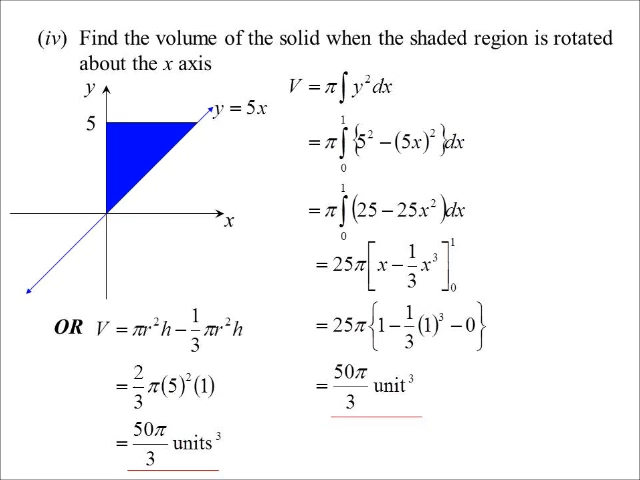 (iv) Find the volume of the solid when the shaded region is rotated
about the x axis
y
y = 5x
5
x
V = π∫ y²dx
= π∫₀¹ {5² − (5x)²}dx
= π∫₀¹ (25 − 25x²)dx
= 25π[x − 1/3 x³]₀¹
= 25π{1 − 1/3 (1)³ − 0}
= 50π/3 unit³
OR V = πr²h − 1/3 πr²h
= 2/3 π(5)²(1)
= 50π/3 units³